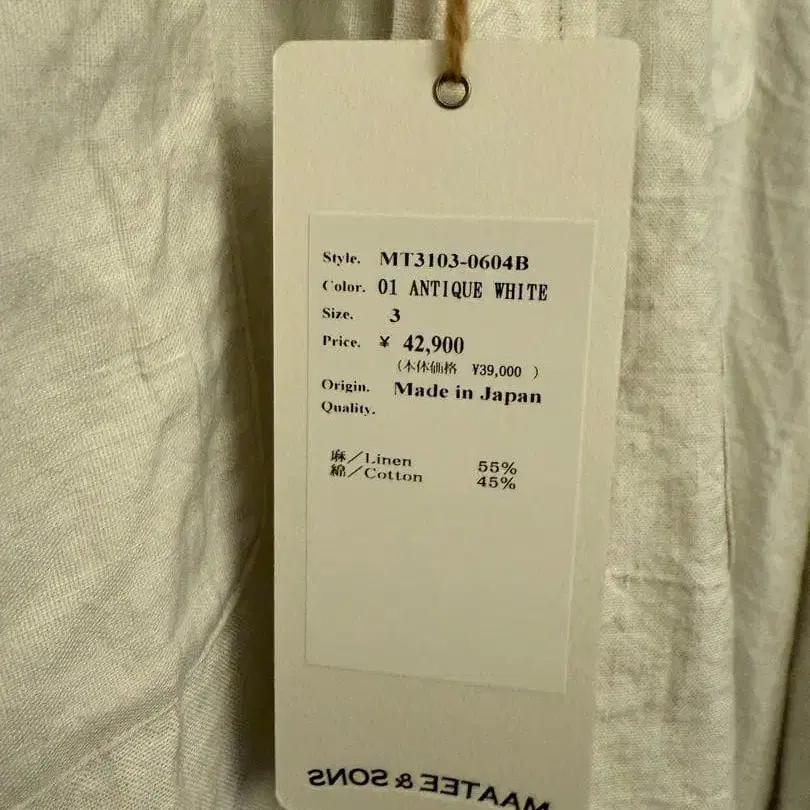 Style. MT3103-0604B
Color. 01 ANTIQUE WHITE
Size. 3
Price. ¥ 42,900
(本体価格 ¥39,000 )
Origin. Made in Japan
Quality.
麻/Linen 55%
綿/Cotton 45%
MAATEE & SONS